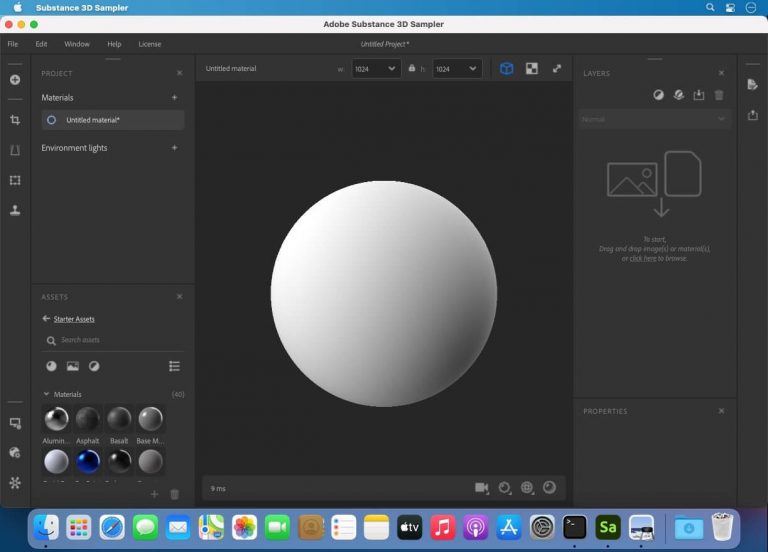 Substance 3D Sampler
Adobe Substance 3D Sampler
File Edit Window Help License
Untitled Project*
PROJECT
Materials
Untitled material*
Environment lights
ASSETS
Starter Assets
Search assets
Materials (40)
Alumin... Asphalt Basalt Base M...
Untitled material w: 1024 h: 1024
9 ms
LAYERS
Normal
To start,
Drag and drop image(s) or material(s),
or click here to browse.
PROPERTIES
tv
>_
Sa